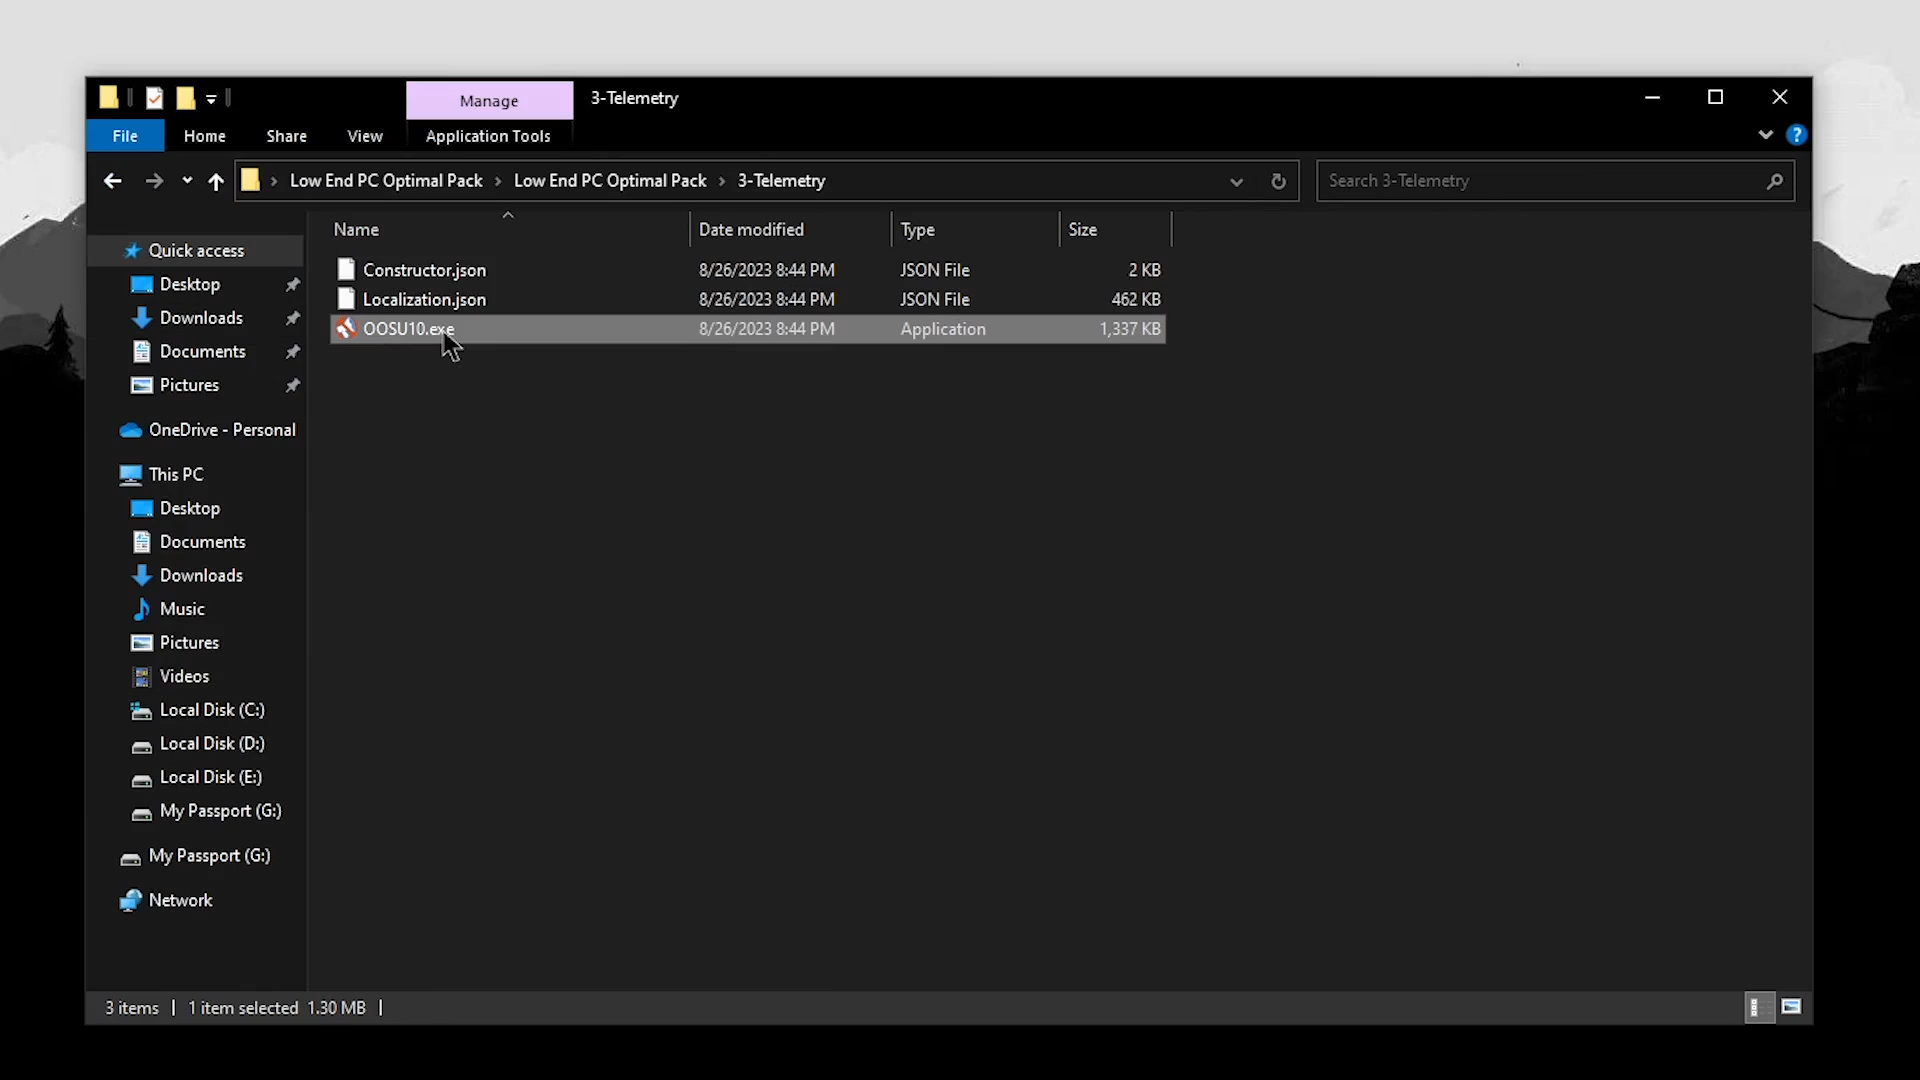 Manage
3-Telemetry
File
Home
Share
View
Application Tools
?
Low End PC Optimal Pack
Low End PC Optimal Pack
3-Telemetry
Search 3-Telemetry
Name
Date modified
Type
Size
Constructor.json
8/26/2023 8:44 PM
JSON File
2 KB
Localization.json
8/26/2023 8:44 PM
JSON File
462 KB
OOSU10.exe
8/26/2023 8:44 PM
Application
1,337 KB
Quick access
Desktop
Downloads
Documents
Pictures
OneDrive - Personal
This PC
Desktop
Documents
Downloads
Music
Pictures
Videos
Local Disk (C:)
Local Disk (D:)
Local Disk (E:)
My Passport (G:)
My Passport (G:)
Network
3 items
1 item selected 1.30 MB